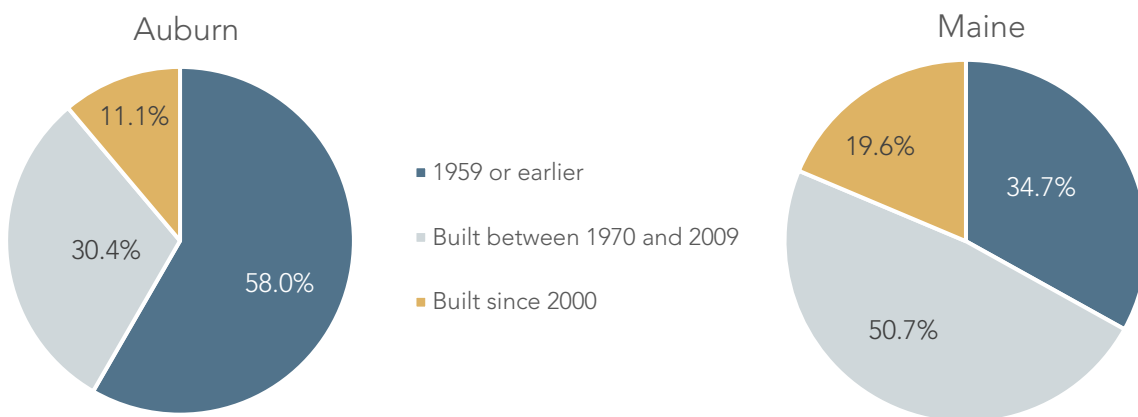 Auburn
11.1%
30.4%
58.0%
1959 or earlier
Built between 1970 and 2009
Built since 2000
Maine
19.6%
34.7%
50.7%